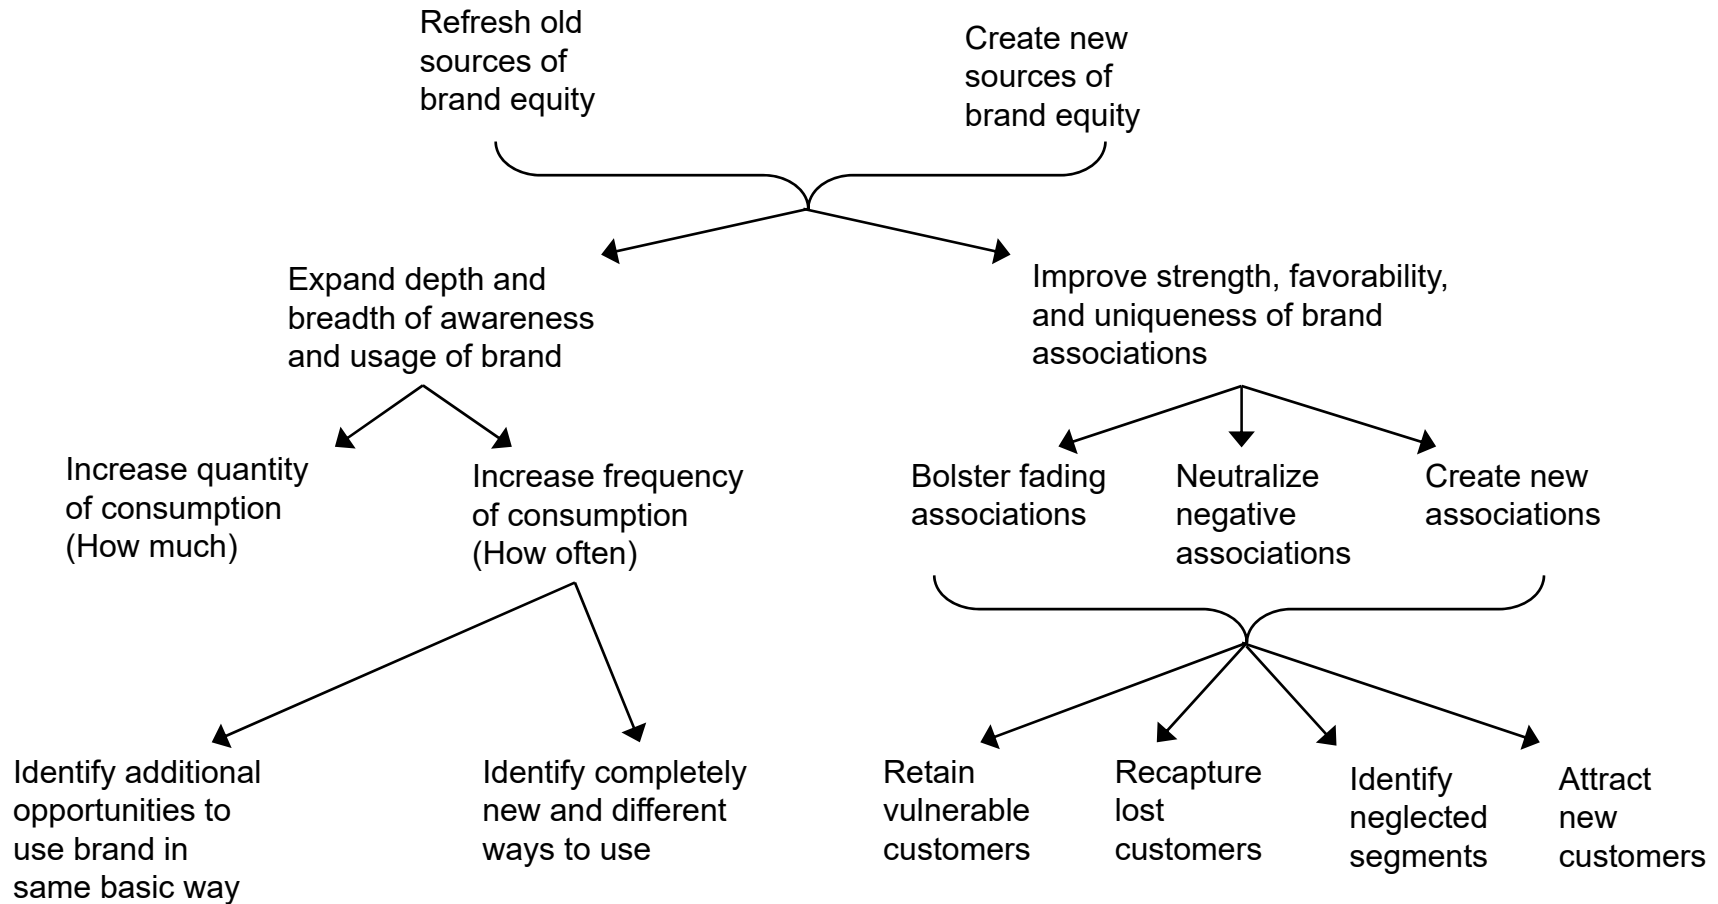 Refresh old
sources of
brand equity
Create new
sources of
brand equity
Expand depth and
breadth of awareness
and usage of brand
Improve strength, favorability,
and uniqueness of brand
associations
Increase quantity
of consumption
(How much)
Increase frequency
of consumption
(How often)
Bolster fading
associations
Neutralize
negative
associations
Create new
associations
Identify additional
opportunities to
use brand in
same basic way
Identify completely
new and different
ways to use
Retain
vulnerable
customers
Recapture
lost
customers
Identify
neglected
segments
Attract
new
customers